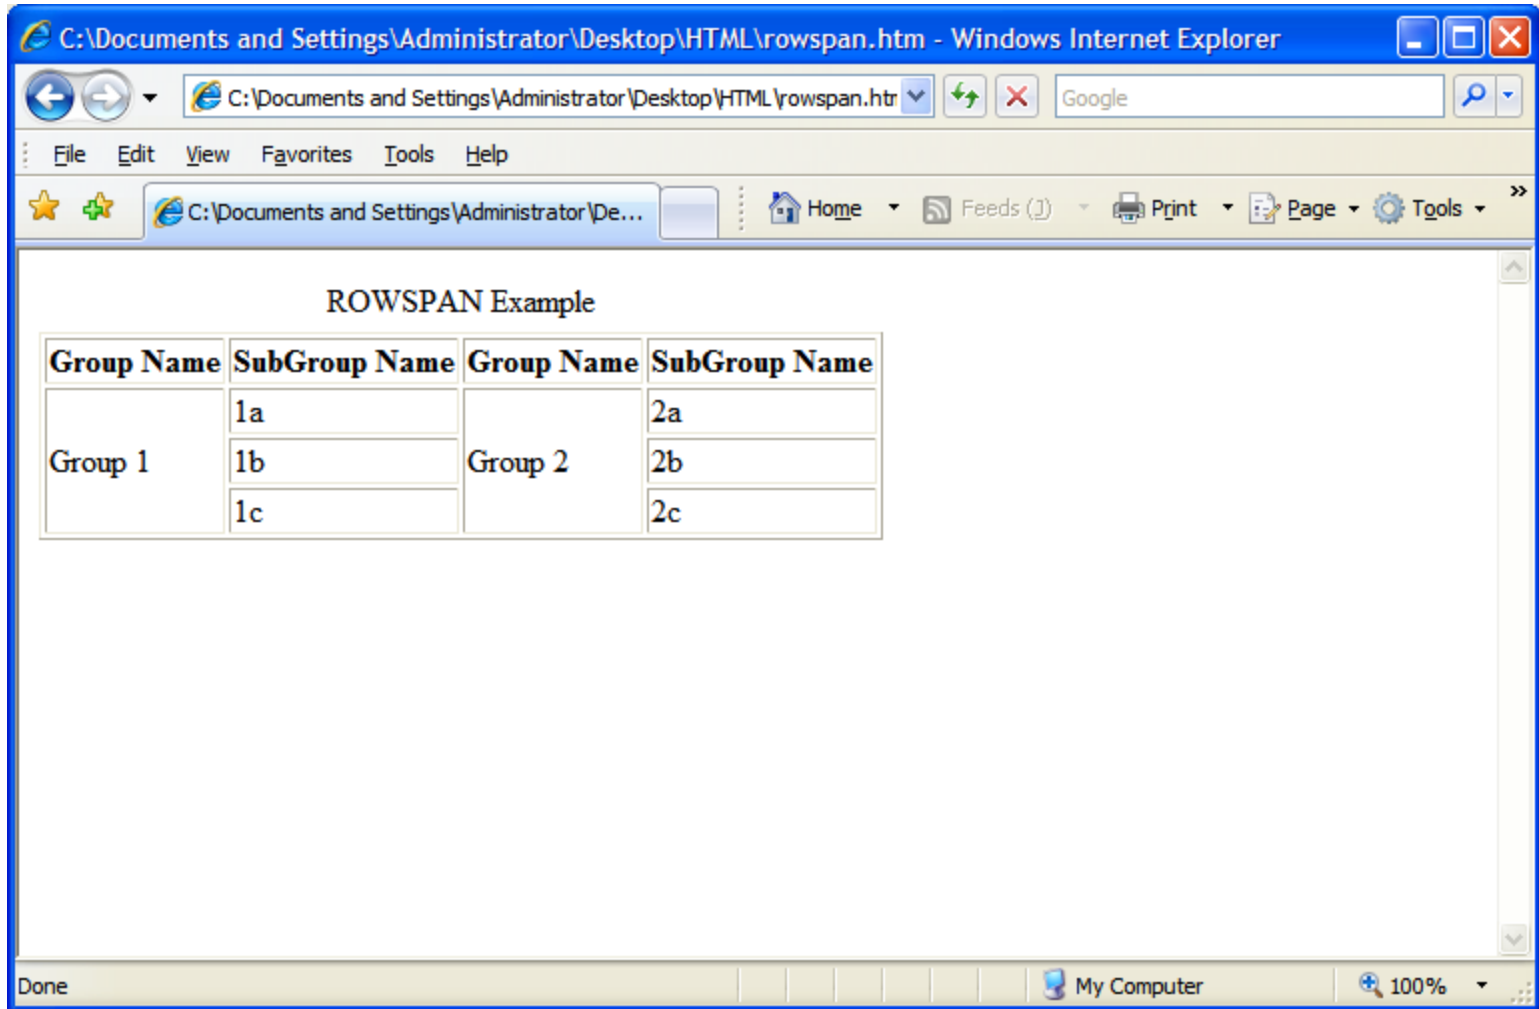 C:\Documents and Settings\Administrator\Desktop\HTML\rowspan.htm - Windows Internet Explorer
C:\Documents and Settings\Administrator\Desktop\HTML\rowspan.htr Google
File Edit View Favorites Tools Help
C:\Documents and Settings\Administrator\De... Home Feeds (J) Print Page Tools »
ROWSPAN Example
Group Name SubGroup Name Group Name SubGroup Name
1a 2a
Group 1 1b Group 2 2b
1c 2c
Done My Computer 100%